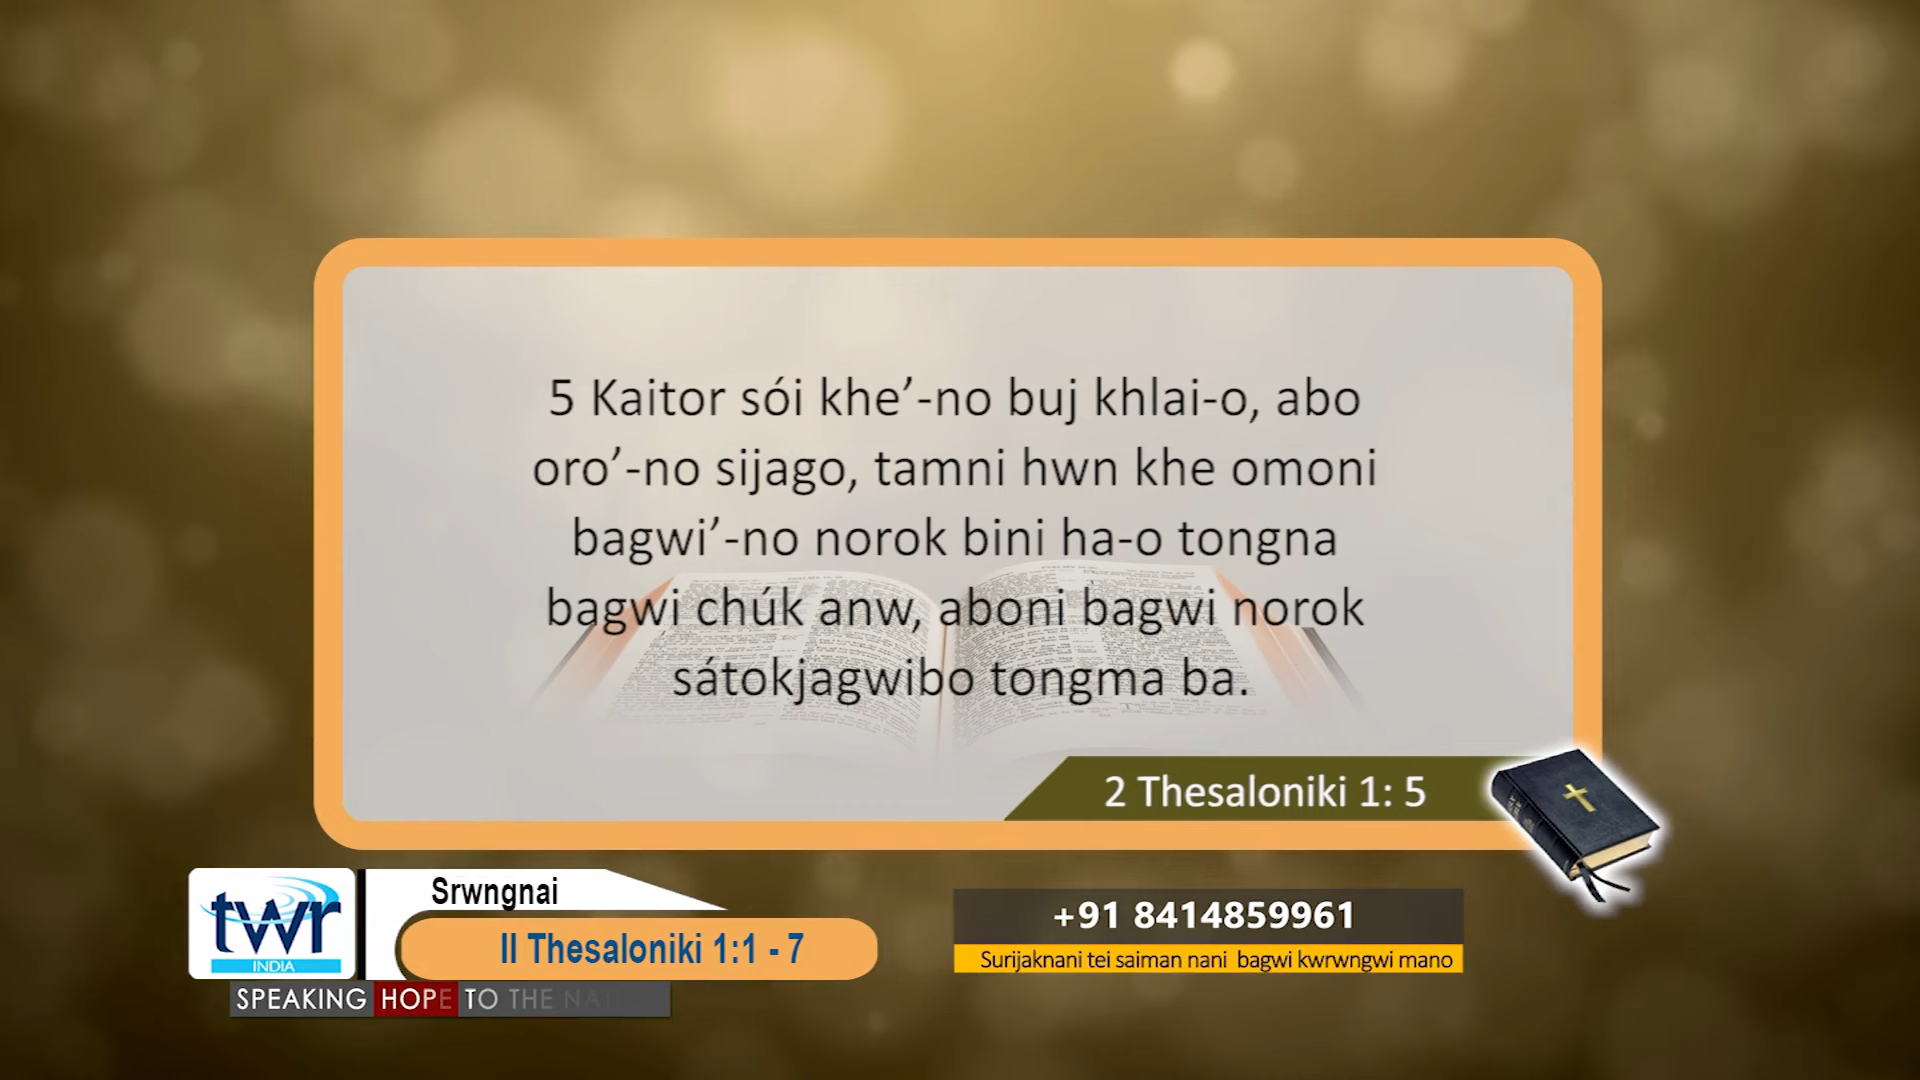 5 Kaitor sói khe’-no buj khlai-o, abo
oro’-no sijago, tamni hwn khe omoni
bagwi’-no norok bini ha-o tongna
bagwi chúk anw, aboni bagwi norok
sátokjagwibo tongma ba.
2 Thesaloniki 1: 5
twr
INDIA
Srwngnai
II Thesaloniki 1:1 - 7
SPEAKING HOPE TO THE NA
+91 8414859961
Surijaknani tei saiman nani bagwi kwrwngwi mano